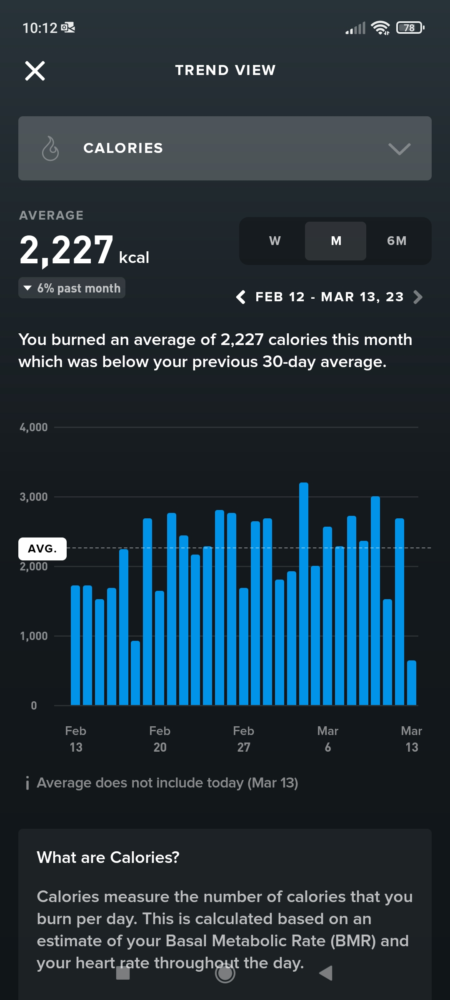 10:12
78
TREND VIEW
CALORIES
AVERAGE
2,227 kcal
6% past month
W M 6M
FEB 12 - MAR 13, 23
You burned an average of 2,227 calories this month
which was below your previous 30-day average.
4,000
3,000
AVG.
2,000
1,000
0
Feb Feb Feb Mar Mar
13 20 27 6 13
Average does not include today (Mar 13)
What are Calories?
Calories measure the number of calories that you
burn per day. This is calculated based on an
estimate of your Basal Metabolic Rate (BMR) and
your heart rate throughout the day.